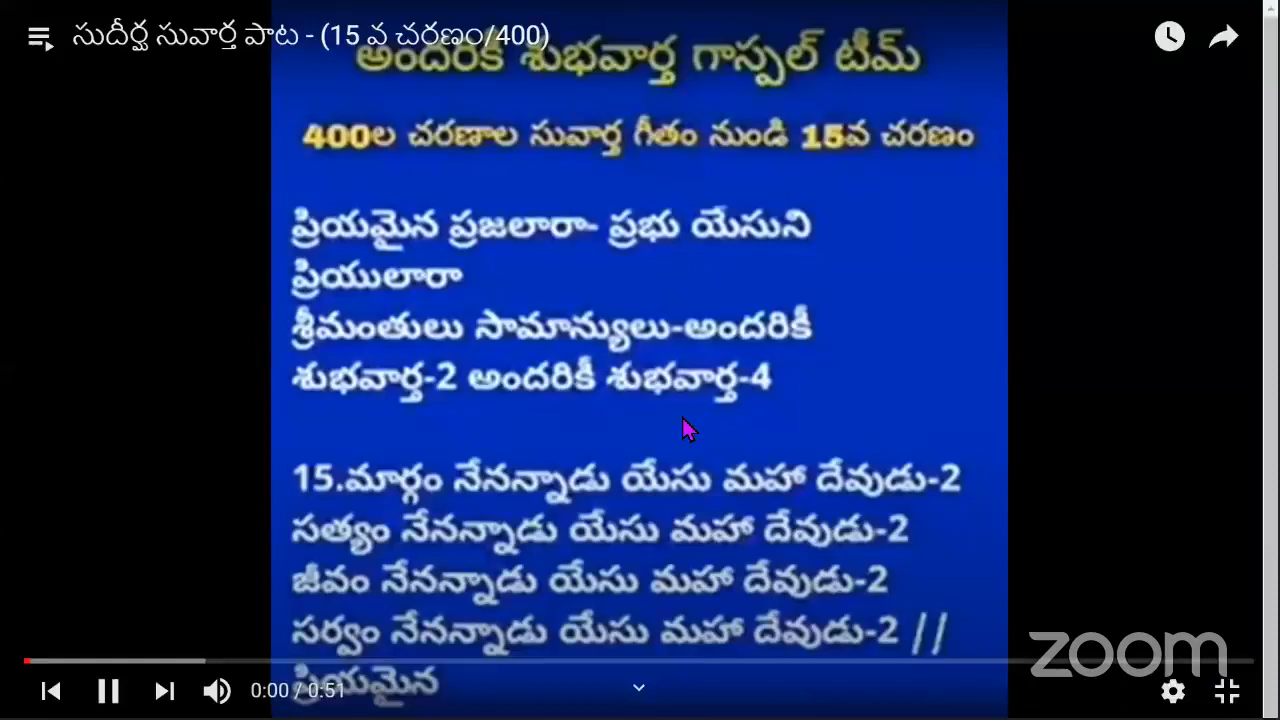 సుదీర్ఘ సువార్త పాట - (15 వ చరణం/400)
అందరికీ శుభవార్త గాస్పల్ టీమ్
400ల చరణాల సువార్త గీతం నుండి 15వ చరణం
ప్రియమైన ప్రజలారా- ప్రభు యేసుని
ప్రియులారా
శ్రీమంతులు సామాన్యులు-అందరికీ
శుభవార్త-2 అందరికీ శుభవార్త-4
15.మార్గం నేనన్నాడు యేసు మహా దేవుడు-2
సత్యం నేనన్నాడు యేసు మహా దేవుడు-2
జీవం నేనన్నాడు యేసు మహా దేవుడు-2
సర్వం నేనన్నాడు యేసు మహా దేవుడు-2 //
ప్రియమైన
zoom
0:00 / 0:51